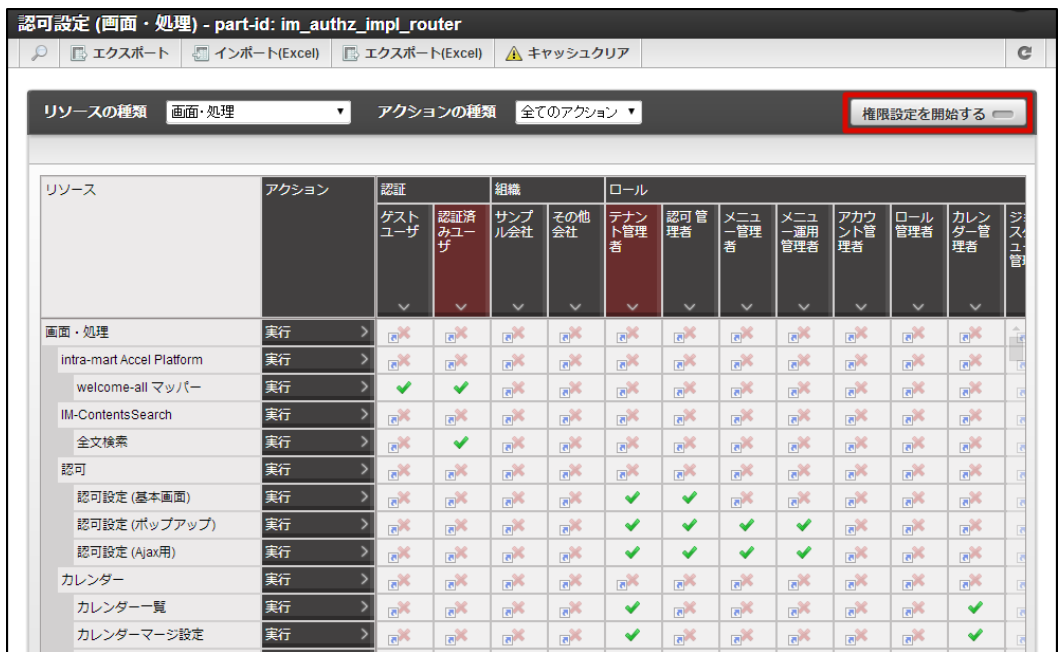 認可設定 (画面・処理) - part-id: im_authz_impl_router
エクスポート インポート(Excel) エクスポート(Excel) キャッシュクリア
リソースの種類 画面・処理 アクションの種類 全てのアクション 権限設定を開始する
リソース アクション 認証 組織 ロール
ゲストユーザ 認証済みユーザ サンプル会社 その他会社 テナント管理者 認可管理者 メニュー管理者 メニュー運用管理者 アカウント管理者 ロール管理者 カレンダー管理者
画面・処理 実行
intra-mart Accel Platform 実行
welcome-all マッパー 実行
IM-ContentsSearch 実行
全文検索 実行
認可 実行
認可設定 (基本画面) 実行
認可設定 (ポップアップ) 実行
認可設定 (Ajax用) 実行
カレンダー 実行
カレンダー一覧 実行
カレンダーマージ設定 実行